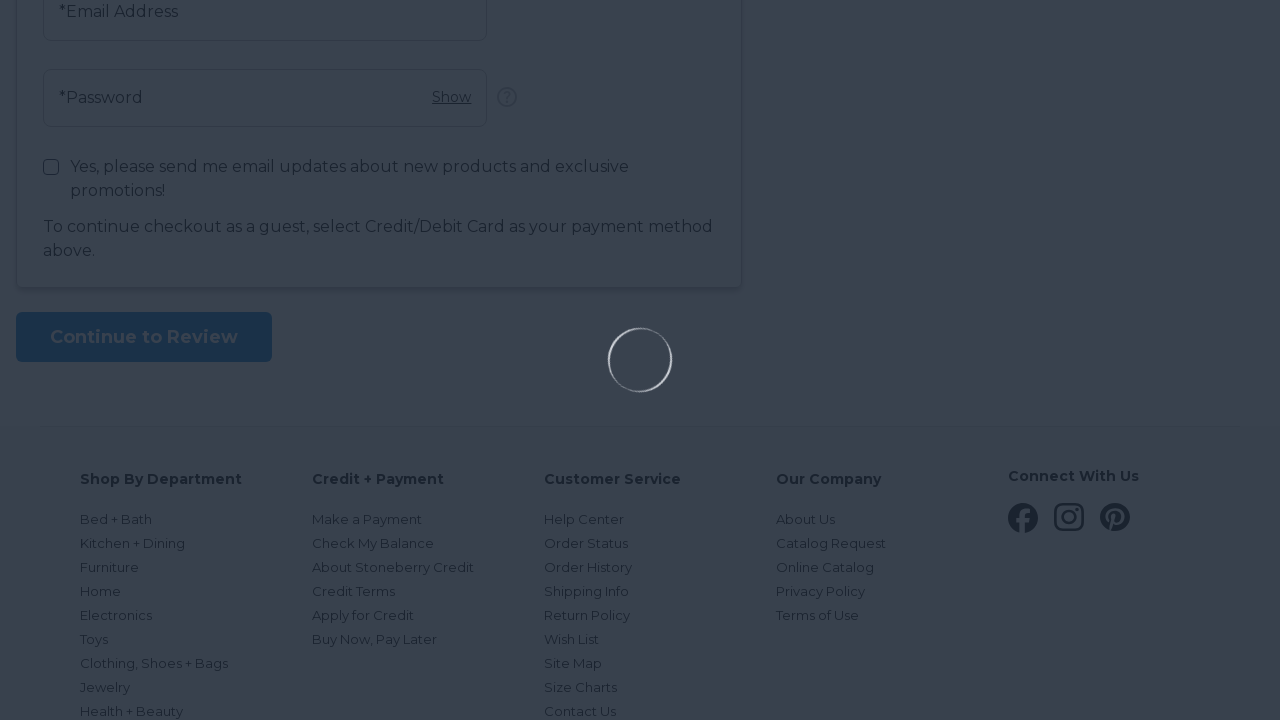 *Email Address
*Password
Show
Yes, please send me email updates about new products and exclusive
promotions!
To continue checkout as a guest, select Credit/Debit Card as your payment method
above.
Continue to Review
Shop By Department
Bed + Bath
Kitchen + Dining
Furniture
Home
Electronics
Toys
Clothing, Shoes + Bags
Jewelry
Health + Beauty
Credit + Payment
Make a Payment
Check My Balance
About Stoneberry Credit
Credit Terms
Apply for Credit
Buy Now, Pay Later
Customer Service
Help Center
Order Status
Order History
Shipping Info
Return Policy
Wish List
Site Map
Size Charts
Contact Us
Our Company
About Us
Catalog Request
Online Catalog
Privacy Policy
Terms of Use
Connect With Us